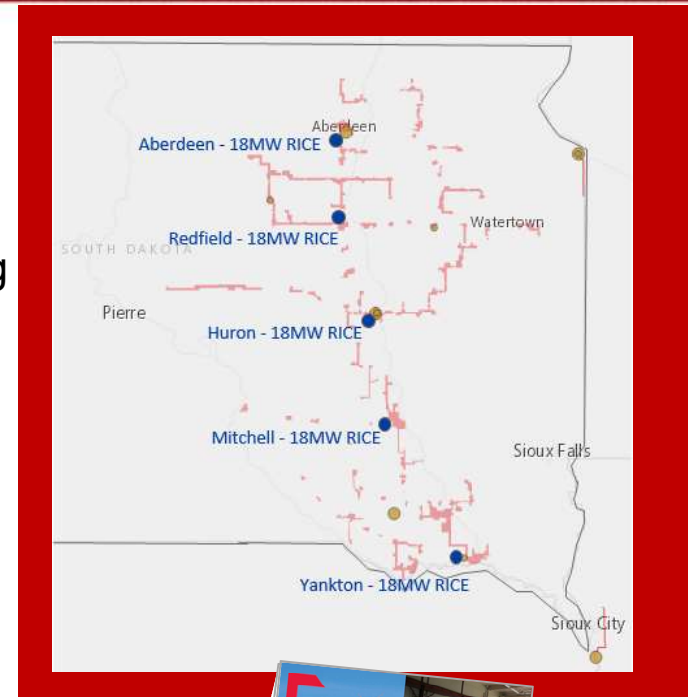 Aberdeen
Aberdeen - 18MW RICE
Watertown
Redfield - 18MW RICE
SOUTH DAKOTA
g
Pierre
Huron - 18MW RICE
Mitchell - 18MW RICE
Sioux Falls
Yankton - 18MW RICE
Sioux City